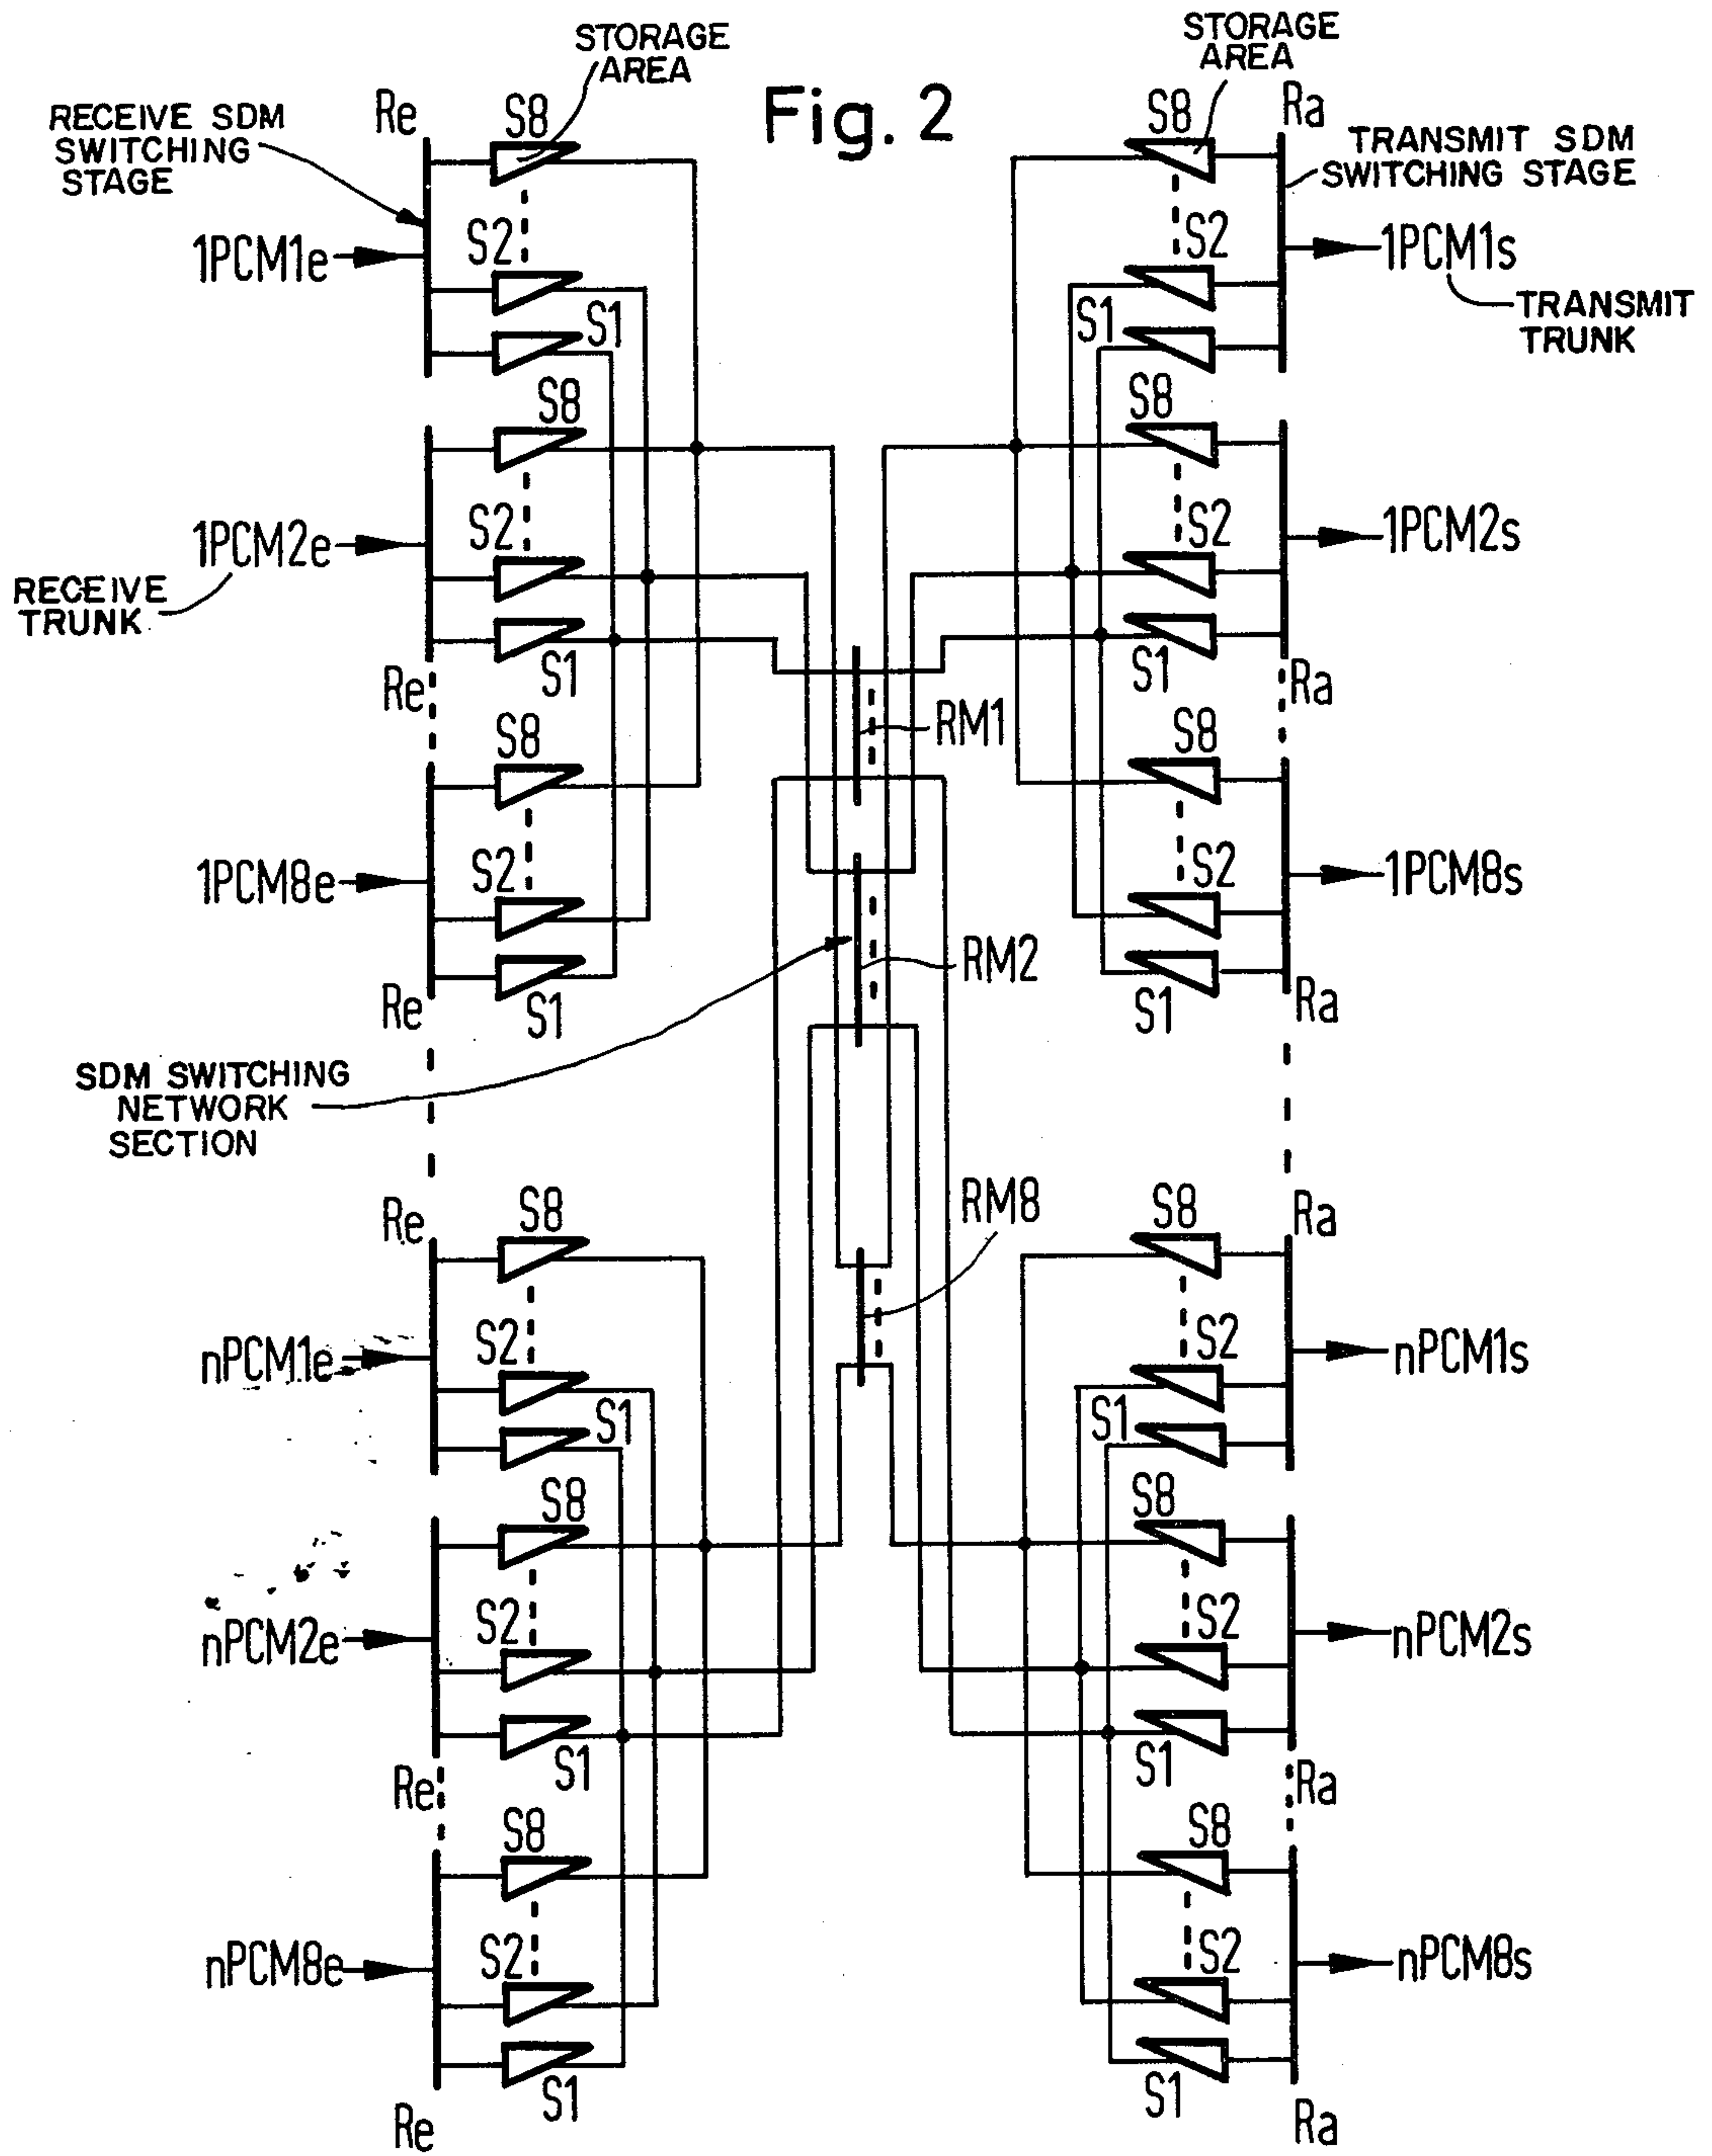 Fig. 2
STORAGE
AREA
STORAGE
AREA
RECEIVE SDM
SWITCHING
STAGE
TRANSMIT SDM
SWITCHING STAGE
Re
S8
S8
Ra
1PCM1e
S2
S2
1PCM1s
S1
S1
TRANSMIT
TRUNK
S8
S8
1PCM2e
S2
S2
1PCM2s
RECEIVE
TRUNK
Re
S1
S1
Ra
RM1
S8
S8
1PCM8e
S2
S2
1PCM8s
RM2
Re
S1
S1
Ra
SDM SWITCHING
NETWORK
SECTION
RM8
Re
S8
S8
Ra
nPCM1e
S2
S2
nPCM1s
S1
S1
S8
S8
nPCM2e
S2
S2
nPCM2s
Re
S1
S1
Ra
S8
S8
nPCM8e
S2
S2
nPCM8s
Re
S1
S1
Ra